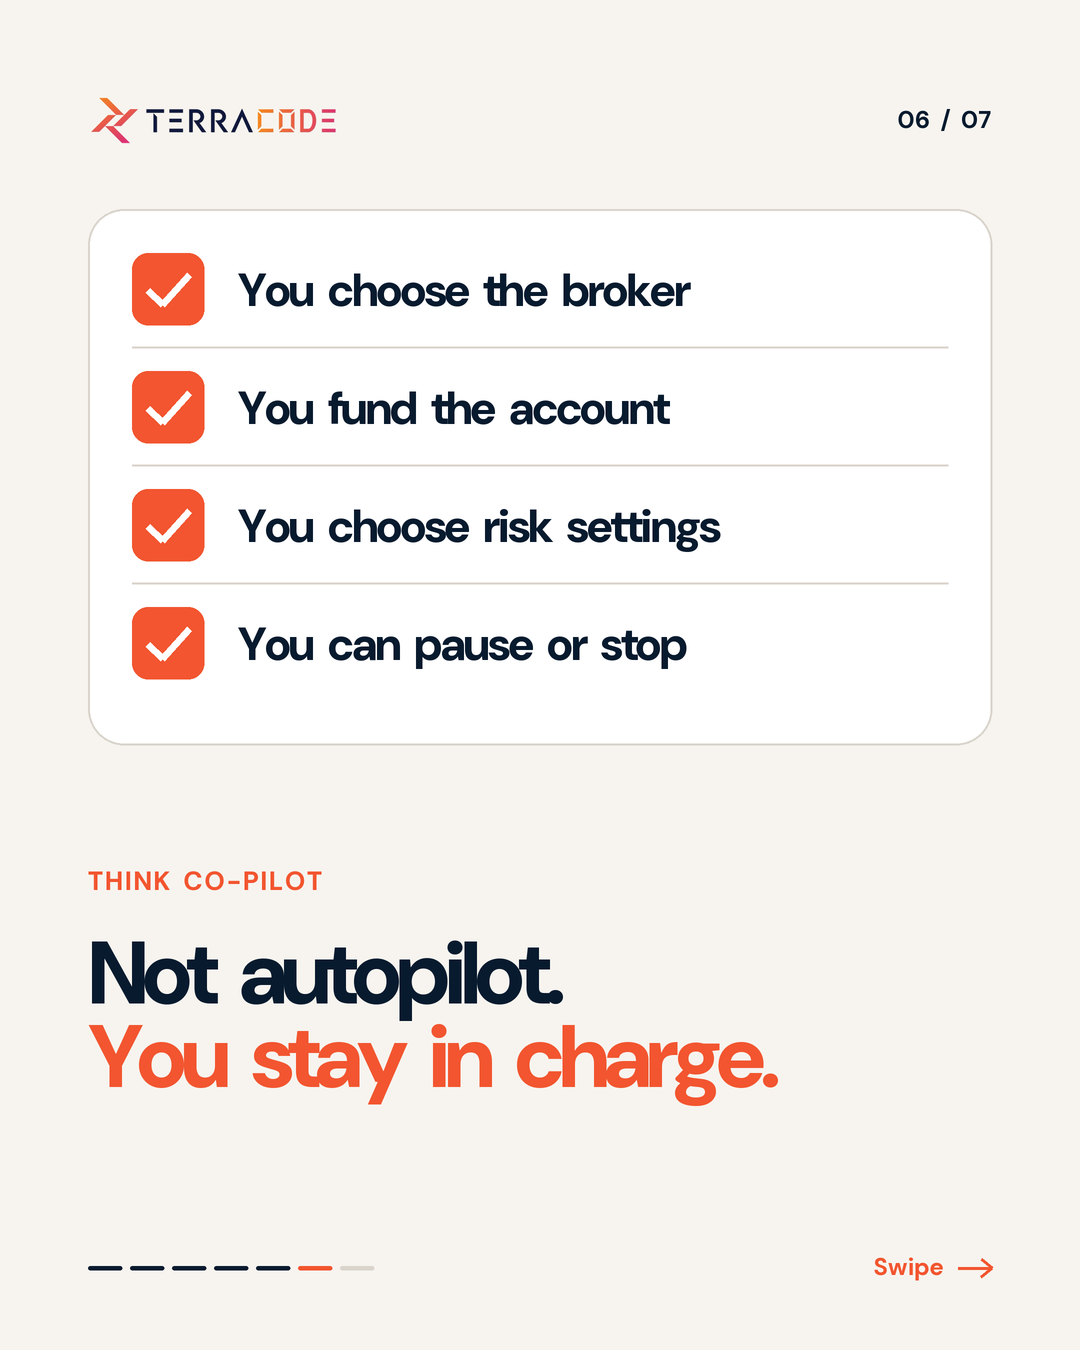 TERRACODE
06 / 07
You choose the broker
You fund the account
You choose risk settings
You can pause or stop
THINK CO-PILOT
Not autopilot.
You stay in charge.
Swipe